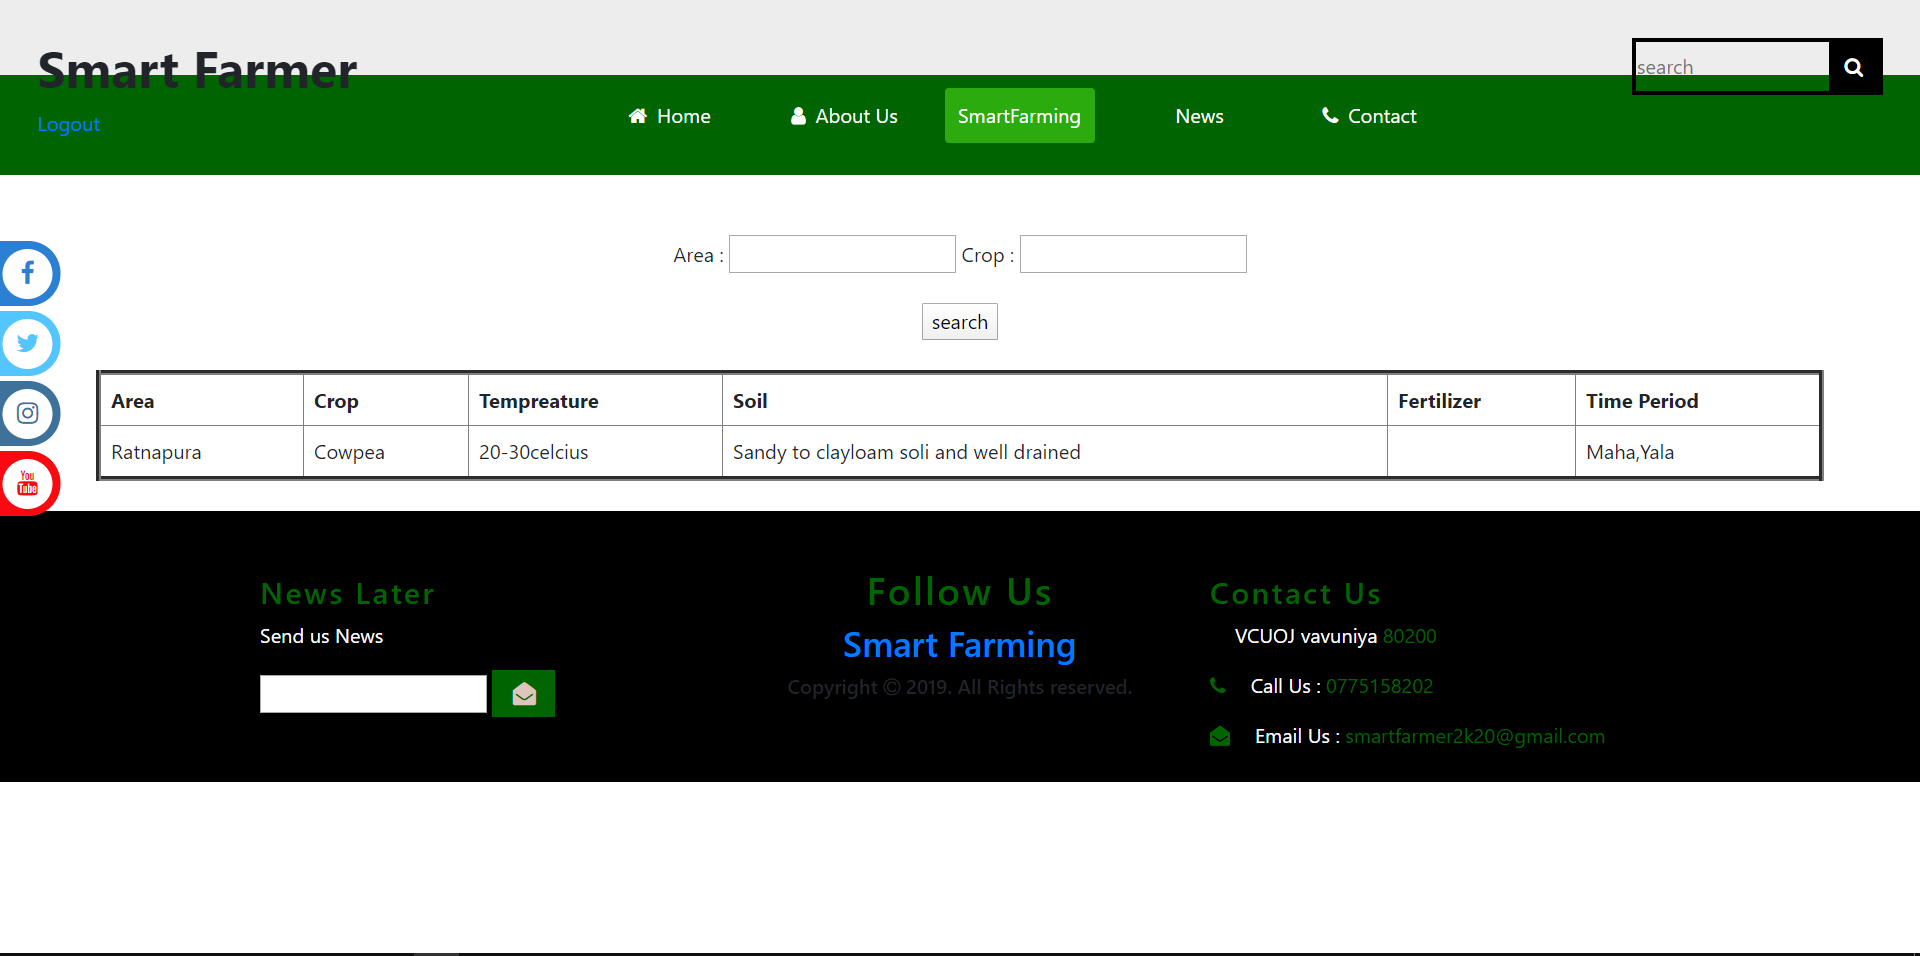 Smart Farmer
search
Logout
Home About Us SmartFarming News Contact
Area : Crop :
search
Area Crop Tempreature Soil Fertilizer Time Period
Ratnapura Cowpea 20-30celcius Sandy to clayloam soli and well drained Maha,Yala
You
Tube
News Later
Send us News
Follow Us
Smart Farming
Copyright © 2019. All Rights reserved.
Contact Us
VCUOJ vavuniya 80200
Call Us : 0775158202
Email Us : smartfarmer2k20@gmail.com